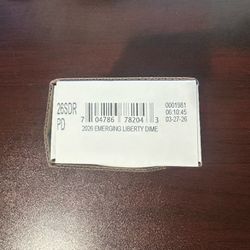 26SDR
PD
7 04786 78204 3
2026 EMERGING LIBERTY DIME
0001981
06:10:45
03-27-26